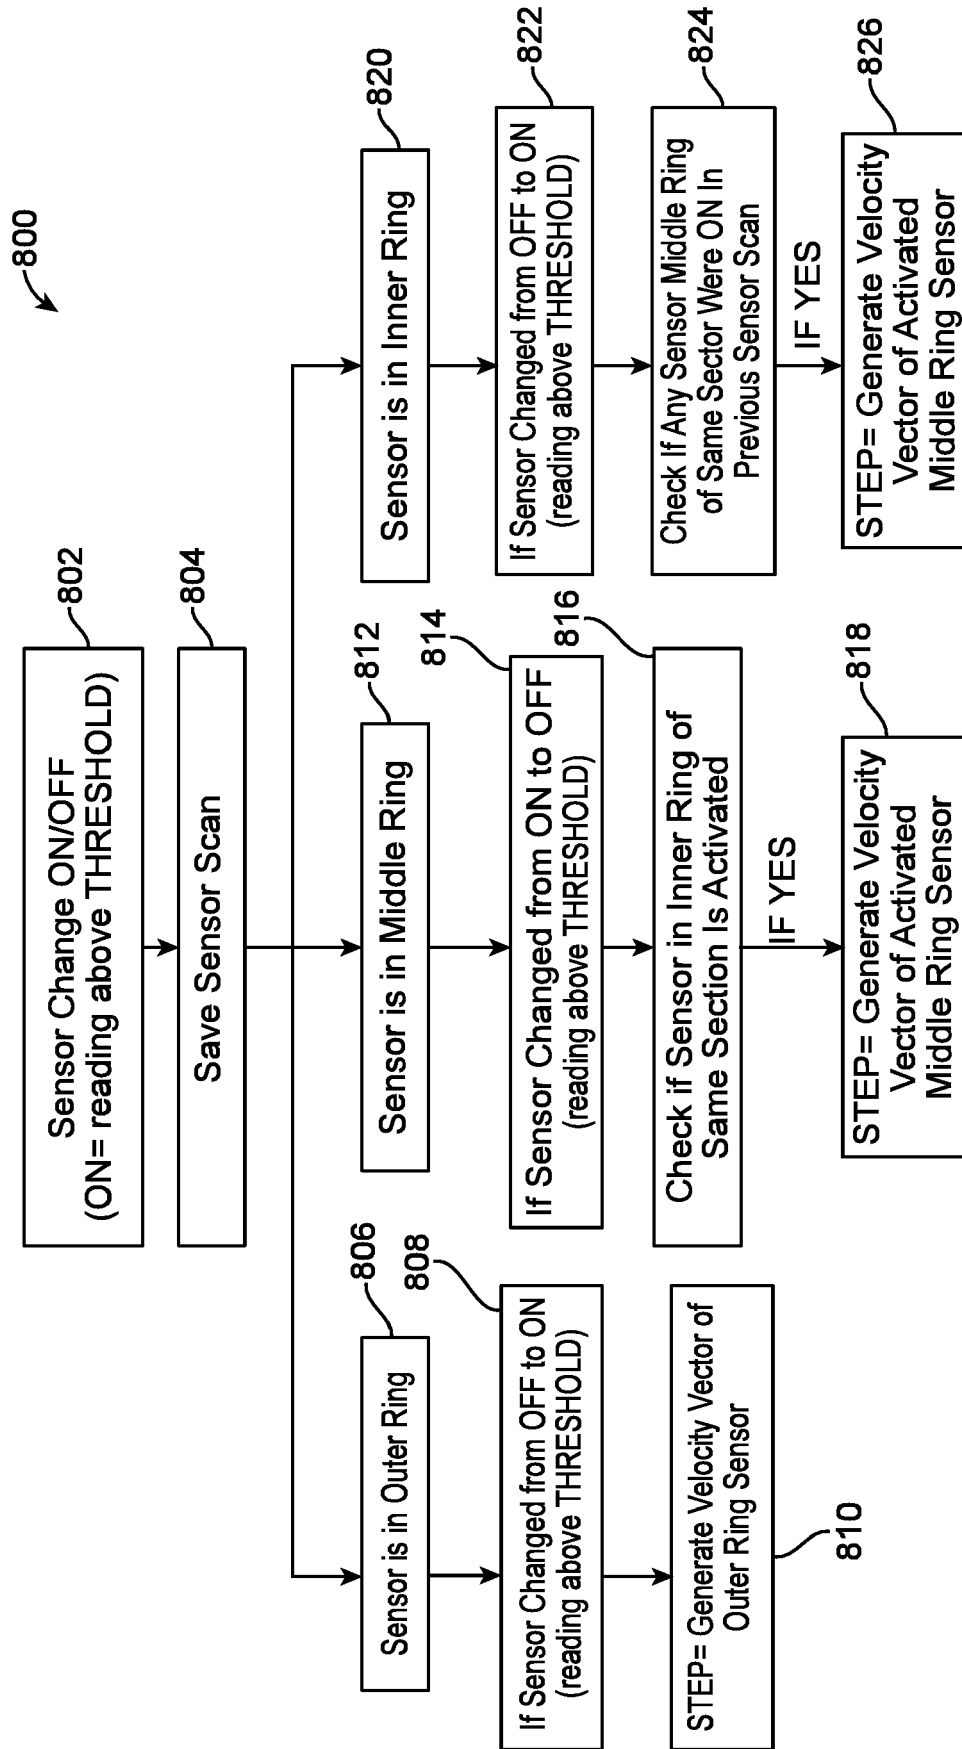 800
Sensor Change ON/OFF
(ON= reading above THRESHOLD)
802
Save Sensor Scan
804
Sensor is in Outer Ring
806
If Sensor Changed from OFF to ON
(reading above THRESHOLD)
808
STEP= Generate Velocity Vector of
Outer Ring Sensor
810
Sensor is in Middle Ring
812
If Sensor Changed from ON to OFF
(reading above THRESHOLD)
814
Check if Sensor in Inner Ring of
Same Section Is Activated
816
IF YES
STEP= Generate Velocity
Vector of Activated
Middle Ring Sensor
818
Sensor is in Inner Ring
820
If Sensor Changed from OFF to ON
(reading above THRESHOLD)
822
Check If Any Sensor Middle Ring
of Same Sector Were ON In
Previous Sensor Scan
824
IF YES
STEP= Generate Velocity
Vector of Activated
Middle Ring Sensor
826